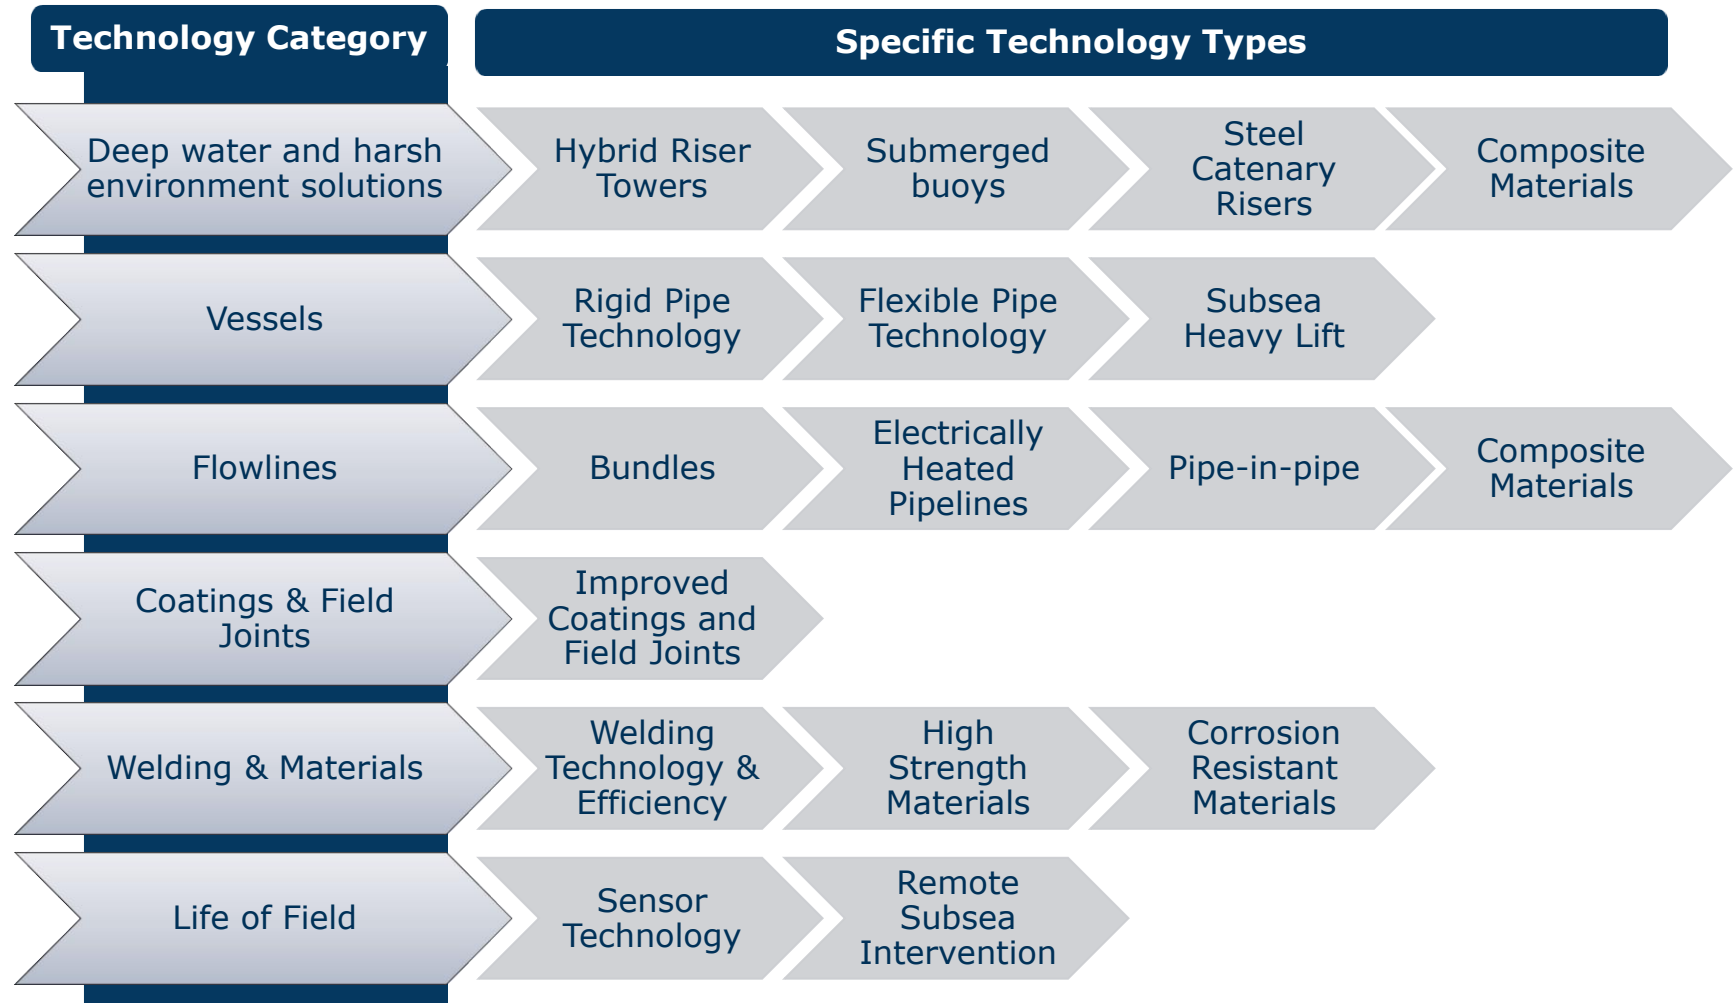 Technology Category
Specific Technology Types
Deep water and harsh
environment solutions
Hybrid Riser
Towers
Submerged
buoys
Steel
Catenary
Risers
Composite
Materials
Vessels
Rigid Pipe
Technology
Flexible Pipe
Technology
Subsea
Heavy Lift
Flowlines
Bundles
Electrically
Heated
Pipelines
Pipe-in-pipe
Composite
Materials
Coatings & Field
Joints
Improved
Coatings and
Field Joints
Welding & Materials
Welding
Technology &
Efficiency
High
Strength
Materials
Corrosion
Resistant
Materials
Life of Field
Sensor
Technology
Remote
Subsea
Intervention